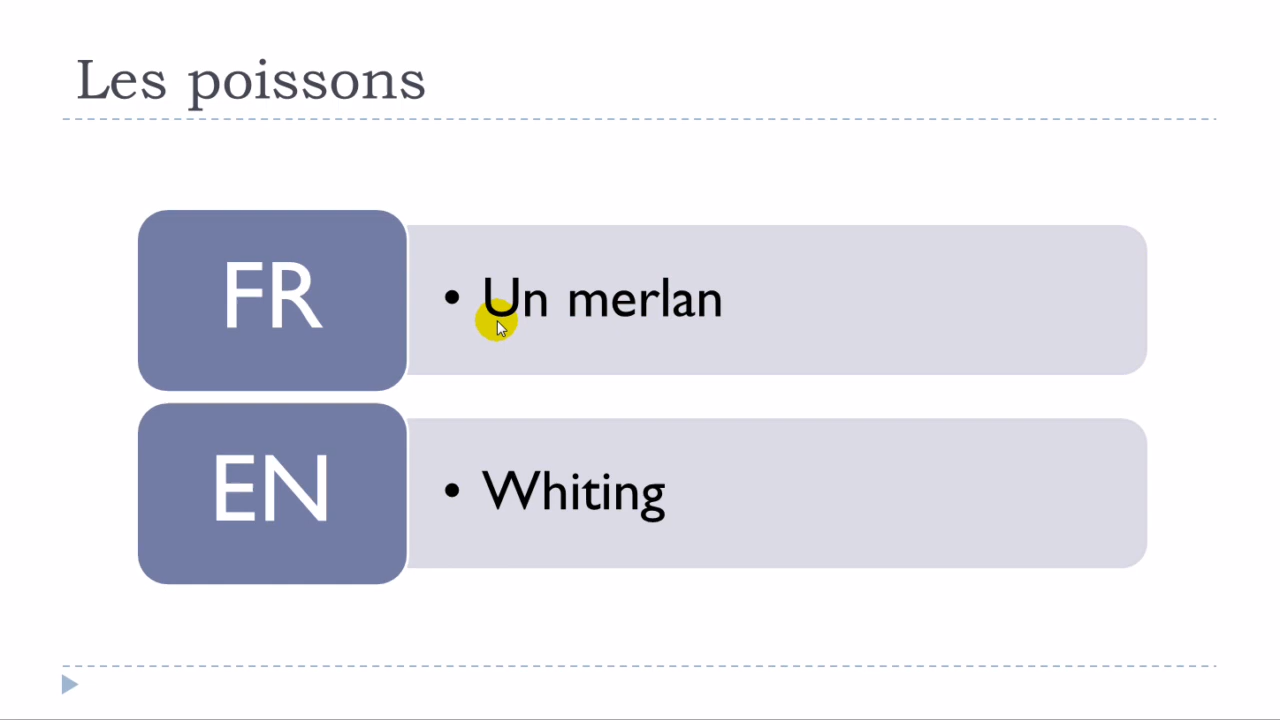 Les poissons
FR
• Un merlan
EN
• Whiting